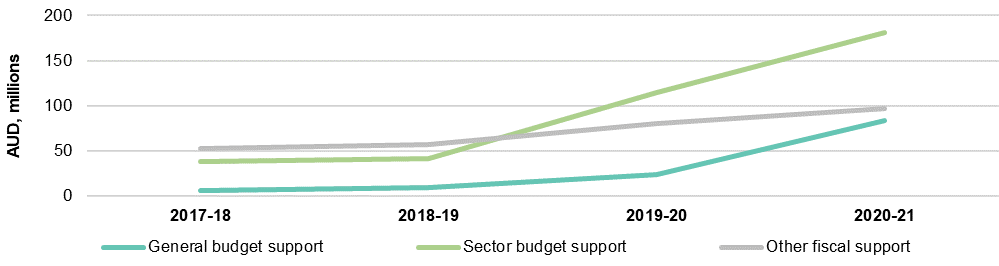 AUD, millions
200
150
100
50
0
2017-18 2018-19 2019-20 2020-21
General budget support Sector budget support Other fiscal support